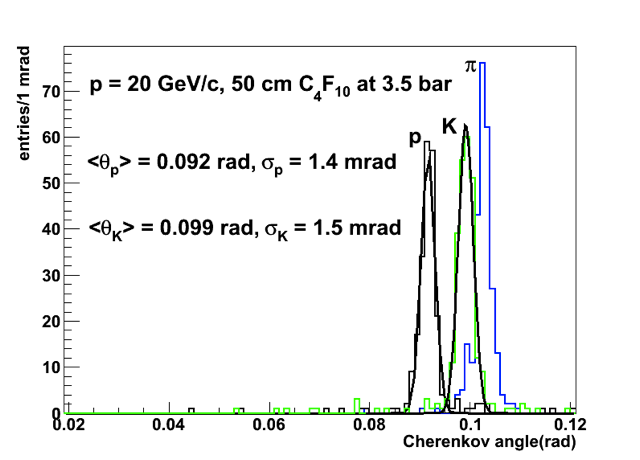 π
p = 20 GeV/c, 50 cm C₄F₁₀ at 3.5 bar
p K
<θₚ> = 0.092 rad, σₚ = 1.4 mrad
<θ_K> = 0.099 rad, σ_K = 1.5 mrad
entries/1 mrad
70
60
50
40
30
20
10
0
0.02 0.04 0.06 0.08 0.1 0.12
Cherenkov angle(rad)